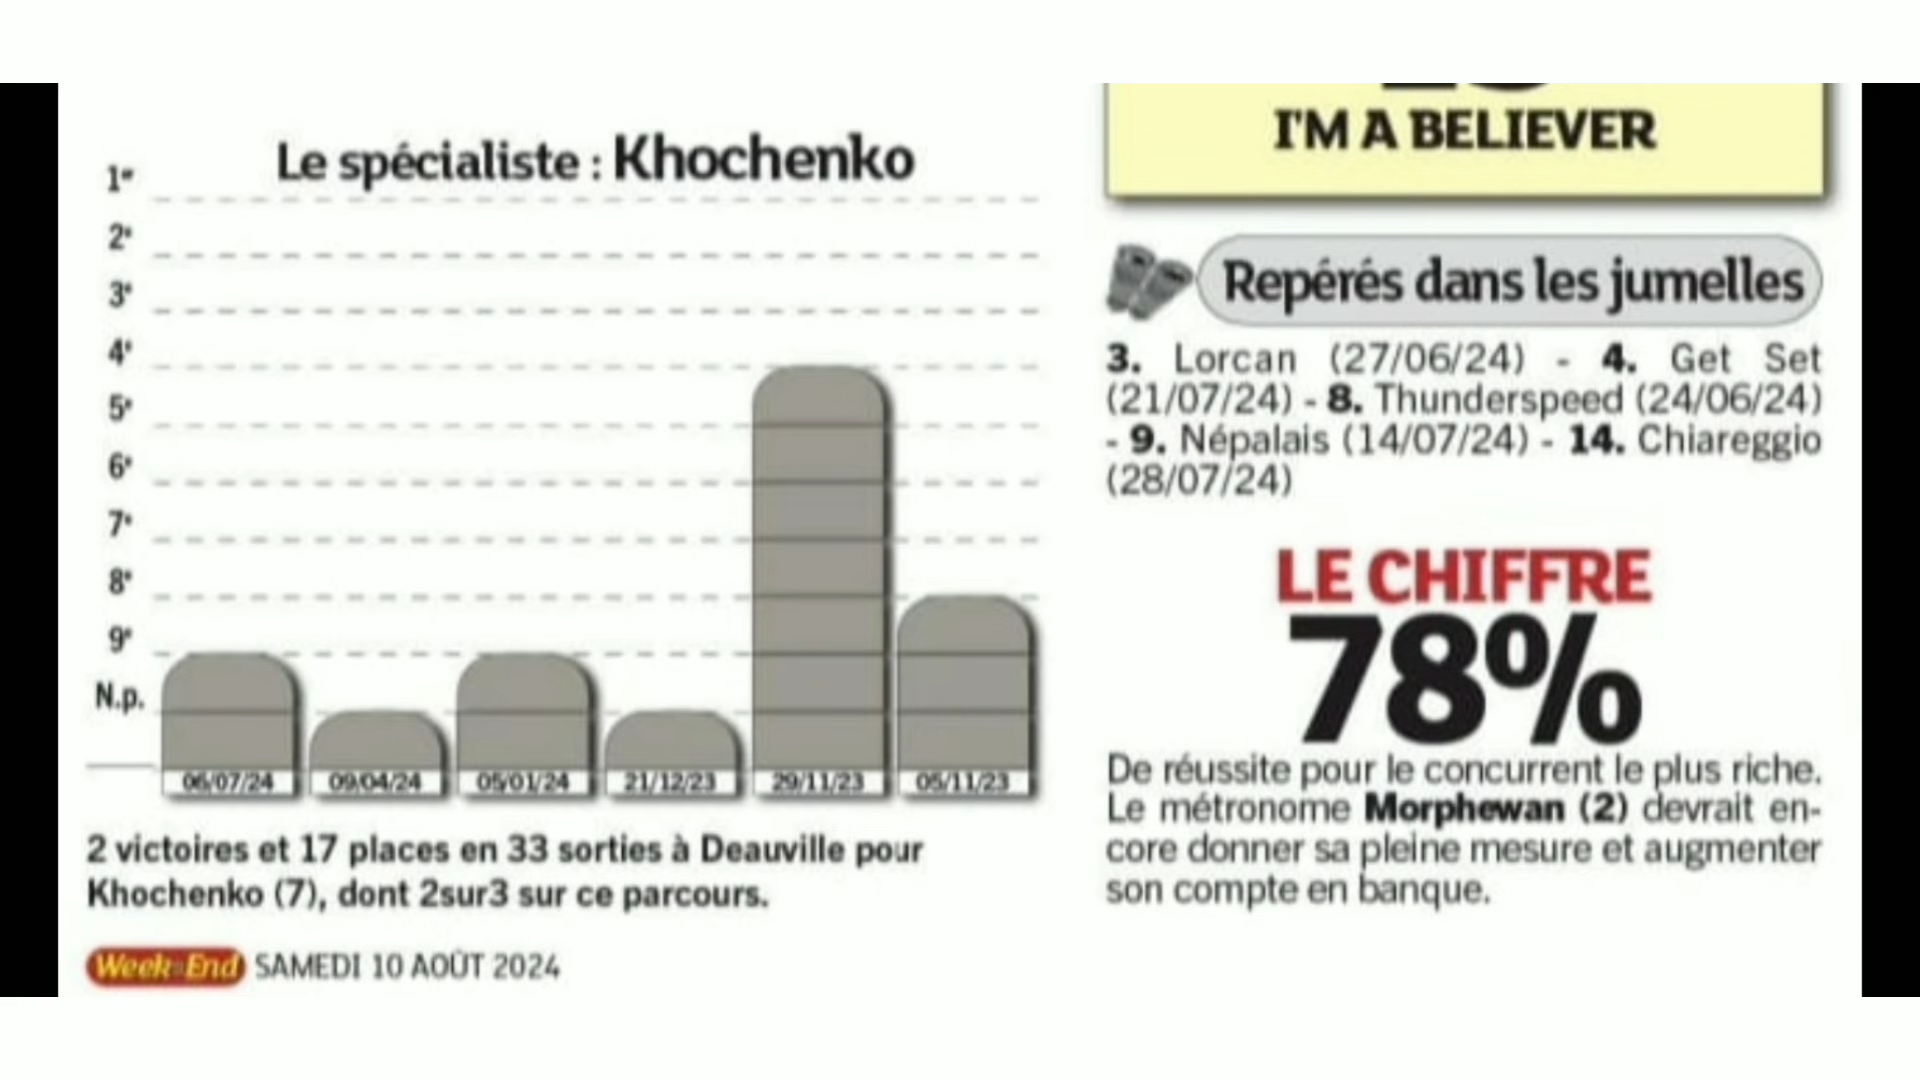 Le spécialiste : Khochenko
1er
2e
3e
4e
5e
6e
7e
8e
9e
N.p.
06/07/24 09/04/24 05/01/24 21/12/23 29/11/23 05/11/23
2 victoires et 17 places en 33 sorties à Deauville pour
Khochenko (7), dont 2sur3 sur ce parcours.
Week-End SAMEDI 10 AOÛT 2024
I'M A BELIEVER
Repérés dans les jumelles
3. Lorcan (27/06/24) - 4. Get Set
(21/07/24) - 8. Thunderspeed (24/06/24)
- 9. Népalais (14/07/24) - 14. Chiareggio
(28/07/24)
LE CHIFFRE
78%
De réussite pour le concurrent le plus riche.
Le métronome Morphewan (2) devrait en-
core donner sa pleine mesure et augmenter
son compte en banque.